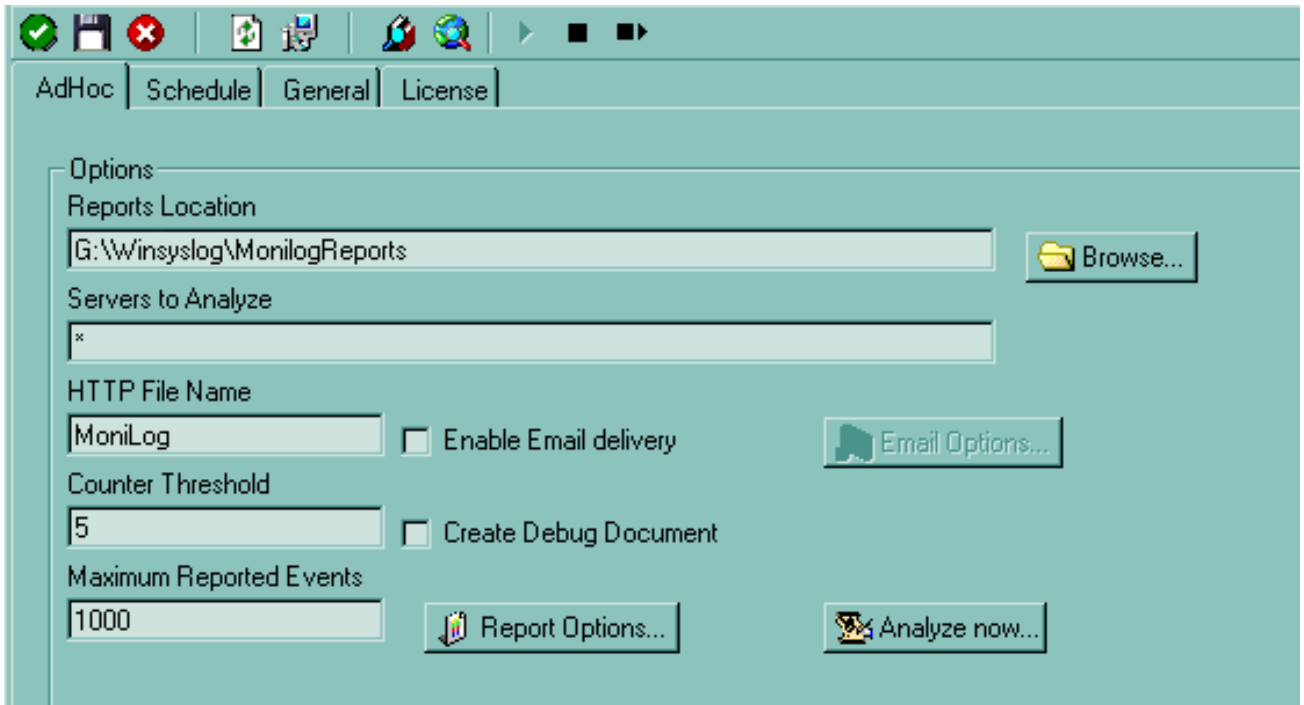 AdHoc Schedule General License
Options
Reports Location
G:\Winsyslog\MonilogReports
Browse...
Servers to Analyze
*
HTTP File Name
MoniLog
Enable Email delivery
Email Options...
Counter Threshold
5
Create Debug Document
Maximum Reported Events
1000
Report Options...
Analyze now...